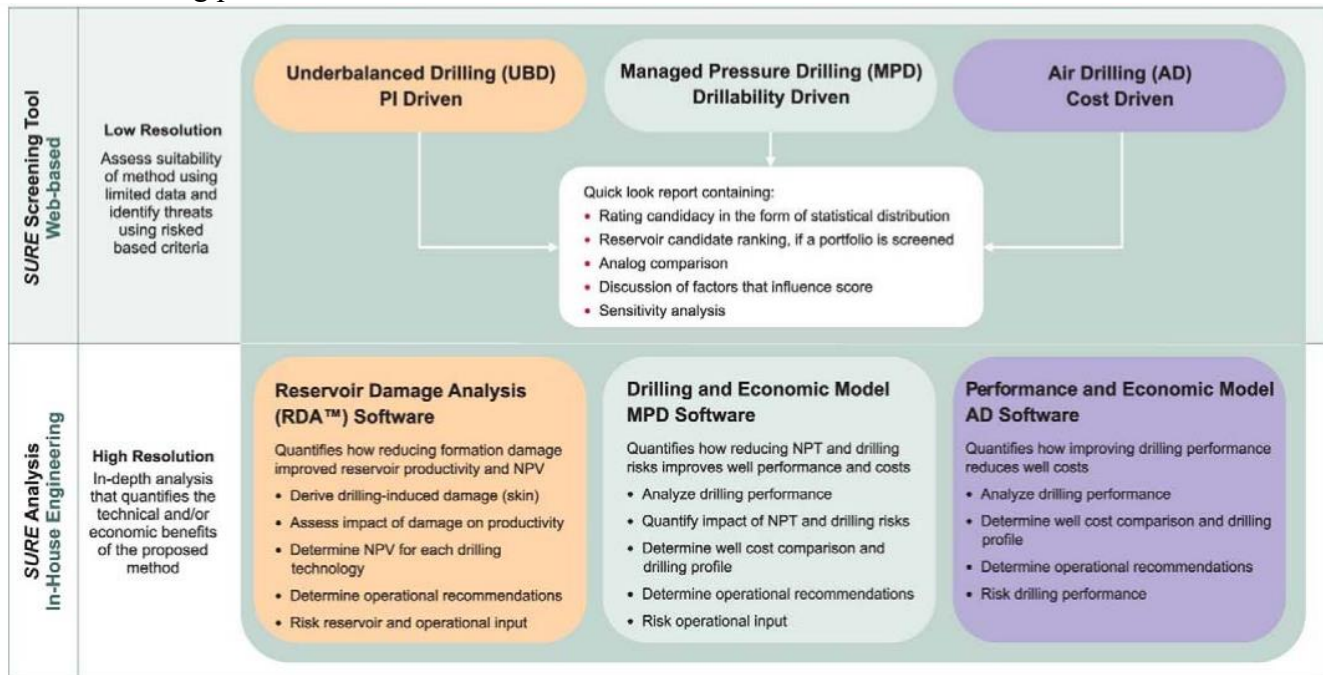 SURE Screening Tool
Web-based
Low Resolution
Assess suitability
of method using
limited data and
identify threats
using risked
based criteria
Underbalanced Drilling (UBD)
PI Driven
Managed Pressure Drilling (MPD)
Drillability Driven
Air Drilling (AD)
Cost Driven
Quick look report containing:
• Rating candidacy in the form of statistical distribution
• Reservoir candidate ranking, if a portfolio is screened
• Analog comparison
• Discussion of factors that influence score
• Sensitivity analysis
SURE Analysis
In-House Engineering
High Resolution
In-depth analysis
that quantifies the
technical and/or
economic benefits
of the proposed
method
Reservoir Damage Analysis
(RDA™) Software
Quantifies how reducing formation damage
improved reservoir productivity and NPV
• Derive drilling-induced damage (skin)
• Assess impact of damage on productivity
• Determine NPV for each drilling
technology
• Determine operational recommendations
• Risk reservoir and operational input
Drilling and Economic Model
MPD Software
Quantifies how reducing NPT and drilling
risks improves well performance and costs
• Analyze drilling performance
• Quantify impact of NPT and drilling risks
• Determine well cost comparison and
drilling profile
• Determine operational recommendations
• Risk operational input
Performance and Economic Model
AD Software
Quantifies how improving drilling performance
reduces well costs
• Analyze drilling performance
• Determine well cost comparison and drilling
profile
• Determine operational recommendations
• Risk drilling performance